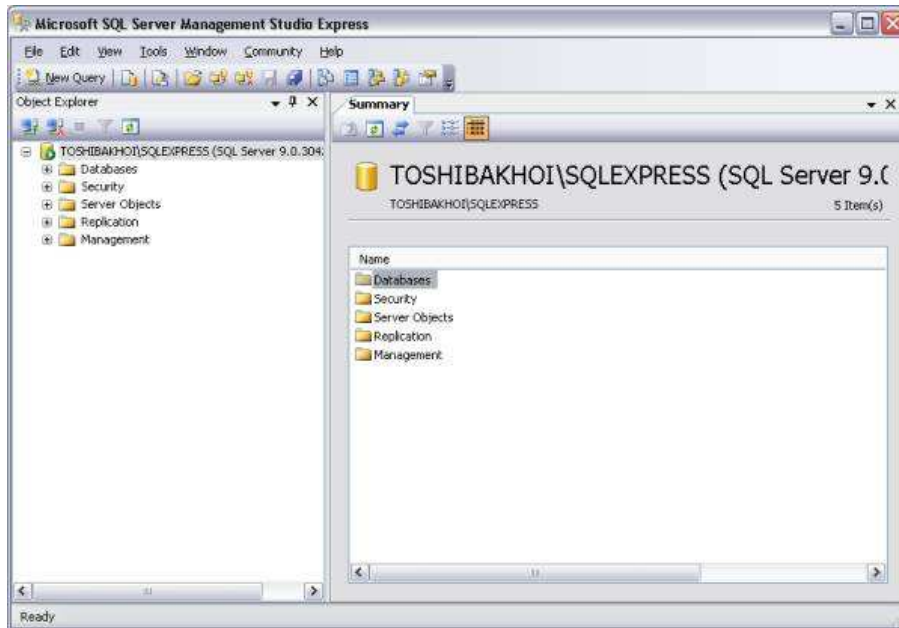 Microsoft SQL Server Management Studio Express
File Edit View Tools Window Community Help
New Query
Object Explorer
TOSHIBAKHOI\SQLEXPRESS (SQL Server 9.0.304
Databases
Security
Server Objects
Replication
Management
Summary
TOSHIBAKHOI\SQLEXPRESS (SQL Server 9.0
TOSHIBAKHOI\SQLEXPRESS 5 Item(s)
Name
Databases
Security
Server Objects
Replication
Management
Ready